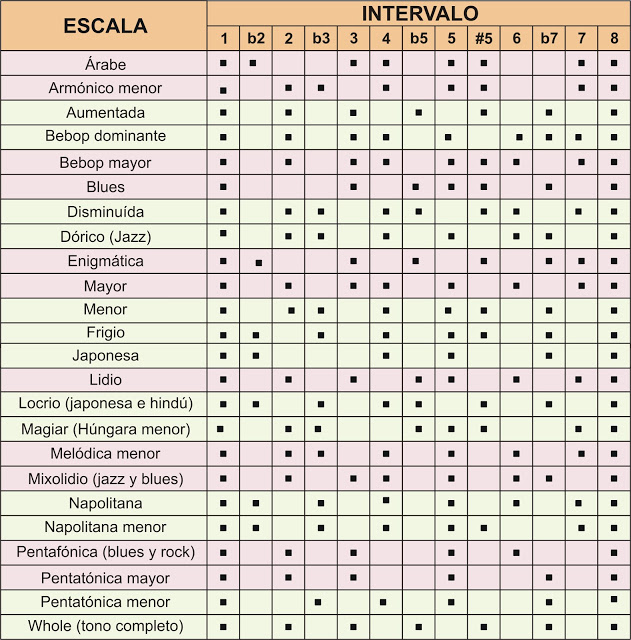 ESCALA INTERVALO
1 b2 2 b3 3 4 b5 5 #5 6 b7 7 8
Árabe
Armónico menor
Aumentada
Bebop dominante
Bebop mayor
Blues
Disminuída
Dórico (Jazz)
Enigmática
Mayor
Menor
Frigio
Japonesa
Lidio
Locrio (japonesa e hindú)
Magiar (Húngara menor)
Melódica menor
Mixolidio (jazz y blues)
Napolitana
Napolitana menor
Pentafónica (blues y rock)
Pentatónica mayor
Pentatónica menor
Whole (tono completo)